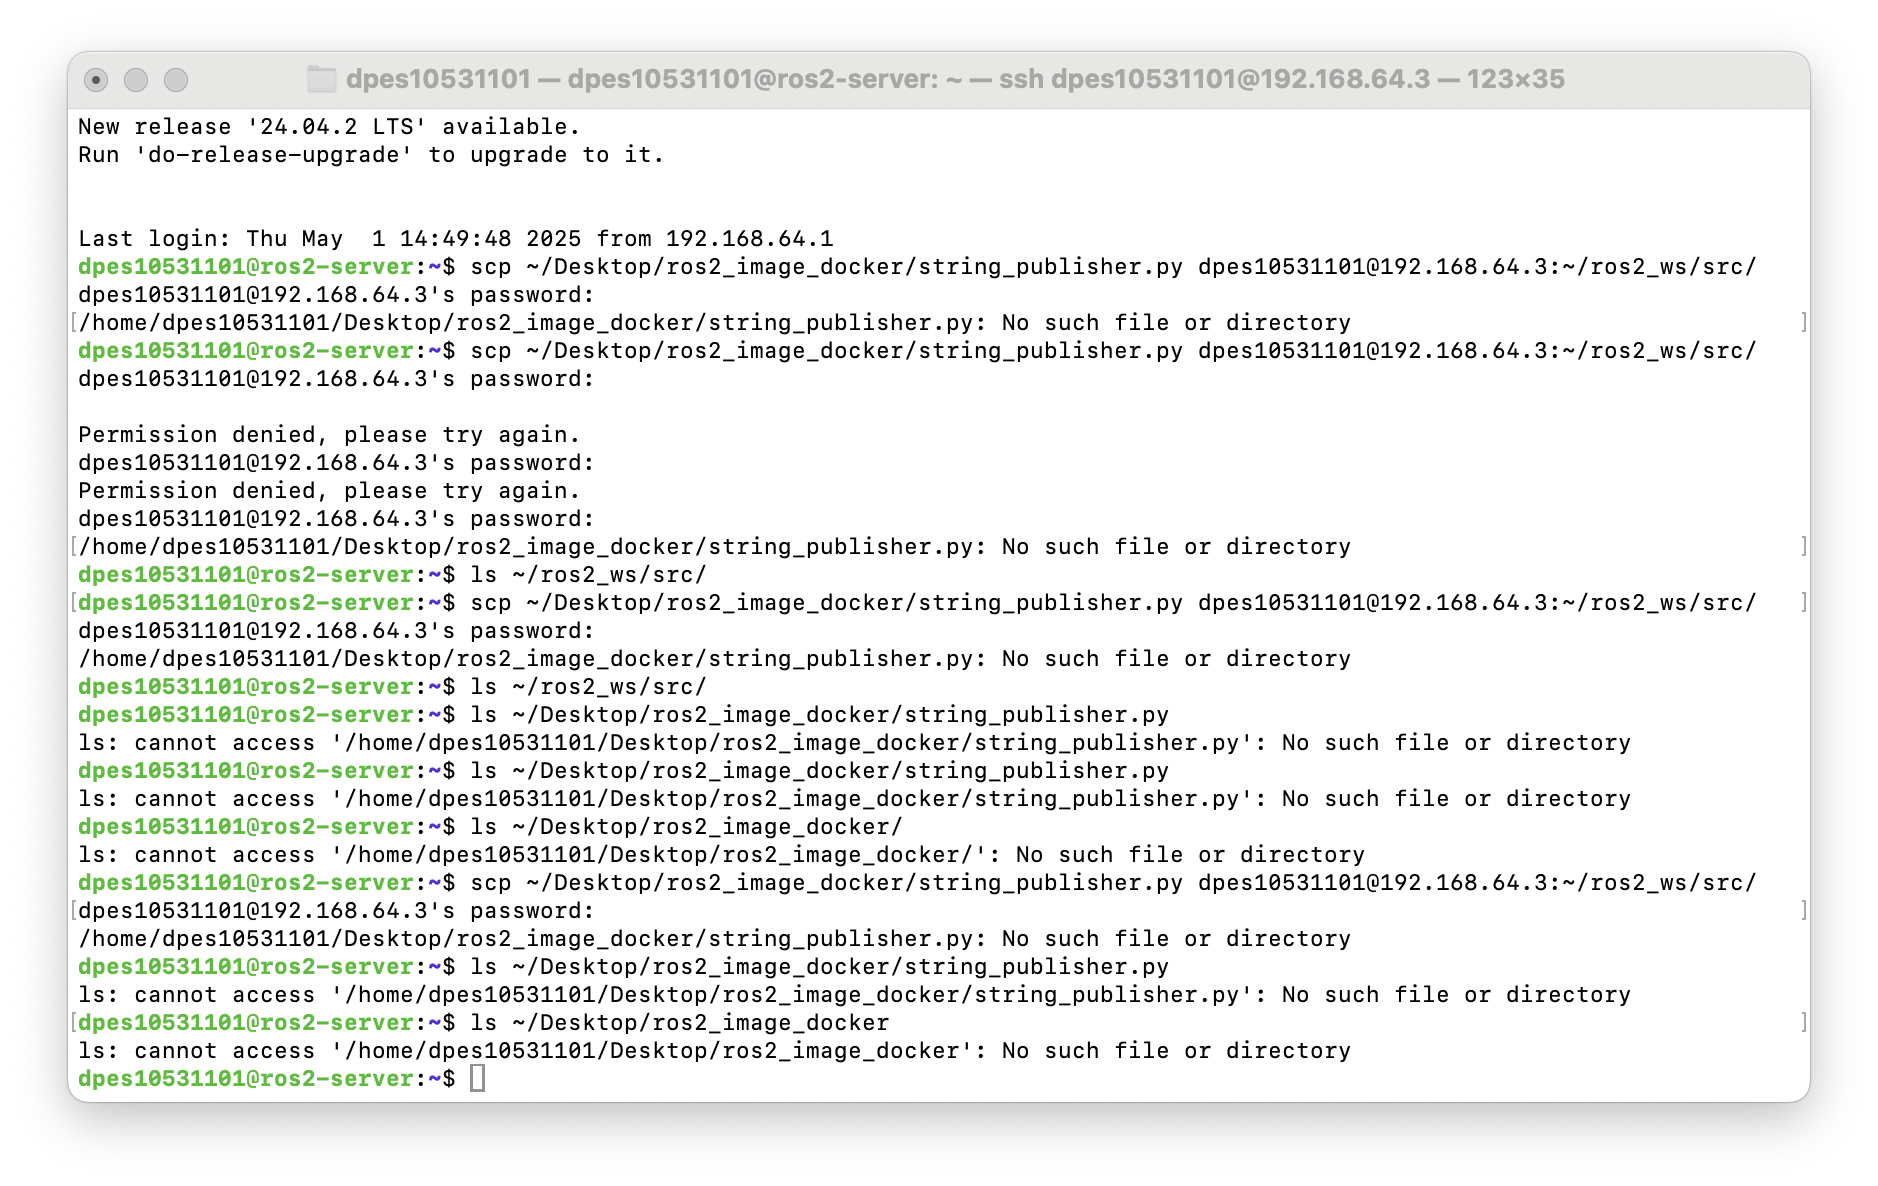 dpes10531101 — dpes10531101@ros2-server: ~ — ssh dpes10531101@192.168.64.3 — 123×35
New release '24.04.2 LTS' available.
Run 'do-release-upgrade' to upgrade to it.
Last login: Thu May  1 14:49:48 2025 from 192.168.64.1
dpes10531101@ros2-server:~$ scp ~/Desktop/ros2_image_docker/string_publisher.py dpes10531101@192.168.64.3:~/ros2_ws/src/
dpes10531101@192.168.64.3's password:
[/home/dpes10531101/Desktop/ros2_image_docker/string_publisher.py: No such file or directory ]
dpes10531101@ros2-server:~$ scp ~/Desktop/ros2_image_docker/string_publisher.py dpes10531101@192.168.64.3:~/ros2_ws/src/
dpes10531101@192.168.64.3's password:
Permission denied, please try again.
dpes10531101@192.168.64.3's password:
Permission denied, please try again.
dpes10531101@192.168.64.3's password:
[/home/dpes10531101/Desktop/ros2_image_docker/string_publisher.py: No such file or directory ]
dpes10531101@ros2-server:~$ ls ~/ros2_ws/src/
[dpes10531101@ros2-server:~$ scp ~/Desktop/ros2_image_docker/string_publisher.py dpes10531101@192.168.64.3:~/ros2_ws/src/ ]
dpes10531101@192.168.64.3's password:
/home/dpes10531101/Desktop/ros2_image_docker/string_publisher.py: No such file or directory
dpes10531101@ros2-server:~$ ls ~/ros2_ws/src/
dpes10531101@ros2-server:~$ ls ~/Desktop/ros2_image_docker/string_publisher.py
ls: cannot access '/home/dpes10531101/Desktop/ros2_image_docker/string_publisher.py': No such file or directory
dpes10531101@ros2-server:~$ ls ~/Desktop/ros2_image_docker/string_publisher.py
ls: cannot access '/home/dpes10531101/Desktop/ros2_image_docker/string_publisher.py': No such file or directory
dpes10531101@ros2-server:~$ ls ~/Desktop/ros2_image_docker/
ls: cannot access '/home/dpes10531101/Desktop/ros2_image_docker/': No such file or directory
dpes10531101@ros2-server:~$ scp ~/Desktop/ros2_image_docker/string_publisher.py dpes10531101@192.168.64.3:~/ros2_ws/src/
[dpes10531101@192.168.64.3's password: ]
/home/dpes10531101/Desktop/ros2_image_docker/string_publisher.py: No such file or directory
dpes10531101@ros2-server:~$ ls ~/Desktop/ros2_image_docker/string_publisher.py
ls: cannot access '/home/dpes10531101/Desktop/ros2_image_docker/string_publisher.py': No such file or directory
[dpes10531101@ros2-server:~$ ls ~/Desktop/ros2_image_docker ]
ls: cannot access '/home/dpes10531101/Desktop/ros2_image_docker': No such file or directory
dpes10531101@ros2-server:~$